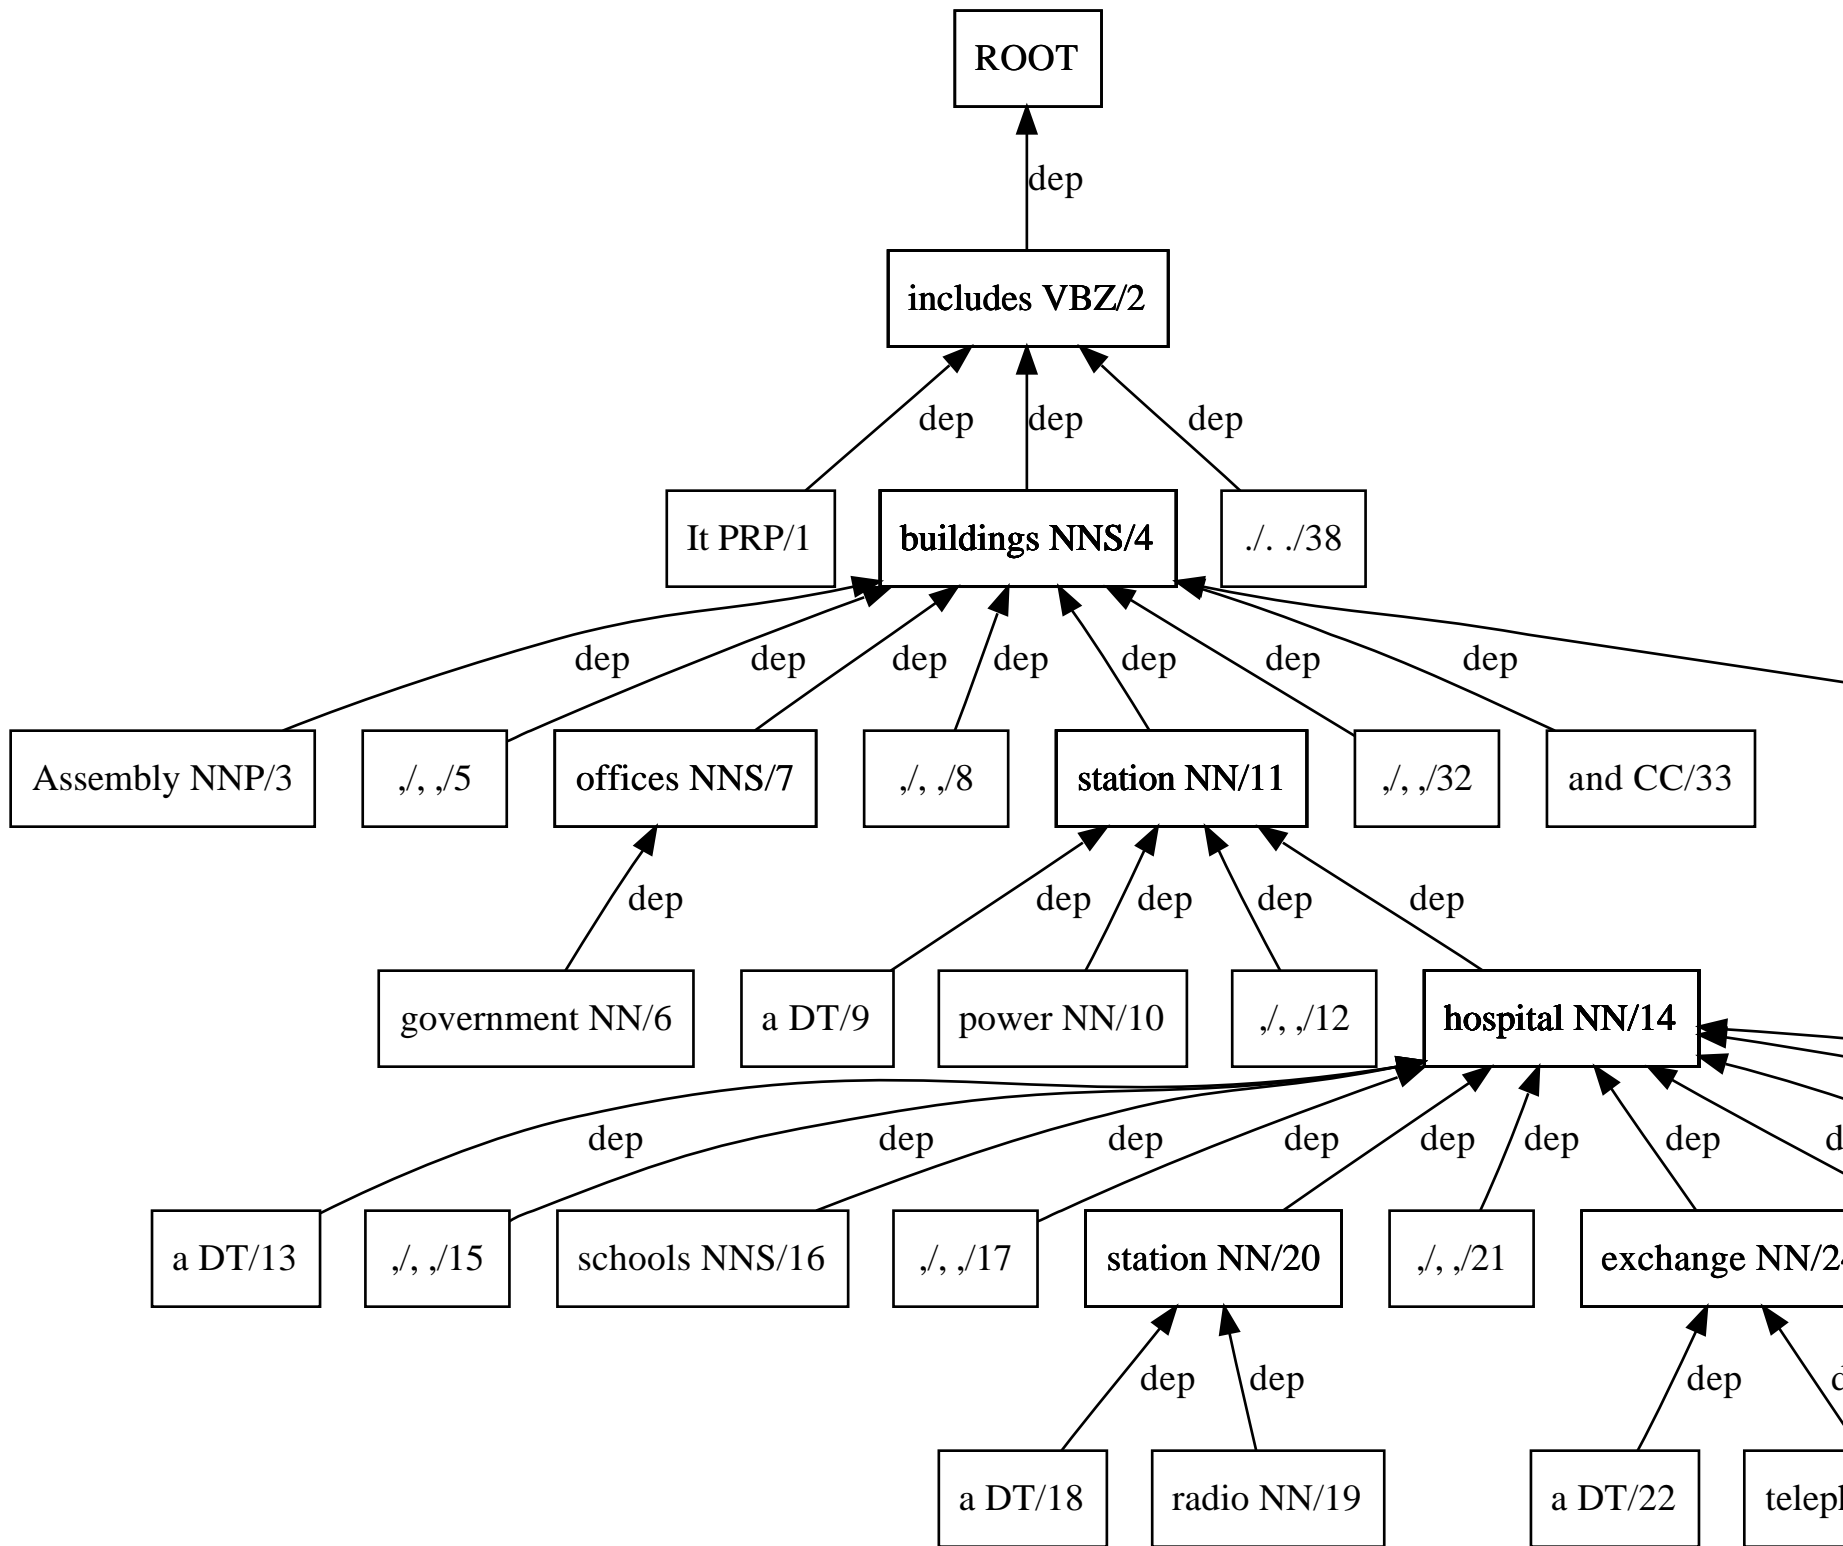 ROOT
dep
includes VBZ/2
dep dep dep
It PRP/1 buildings NNS/4 ./. ./38
dep dep dep dep dep dep dep
Assembly NNP/3 ,/, ,/5 offices NNS/7 ,/, ,/8 station NN/11 ,/, ,/32 and CC/33
dep dep dep dep dep
government NN/6 a DT/9 power NN/10 ,/, ,/12 hospital NN/14
dep dep dep dep dep dep dep d
a DT/13 ,/, ,/15 schools NNS/16 ,/, ,/17 station NN/20 ,/, ,/21 exchange NN/24
dep dep dep d
a DT/18 radio NN/19 a DT/22 teleph